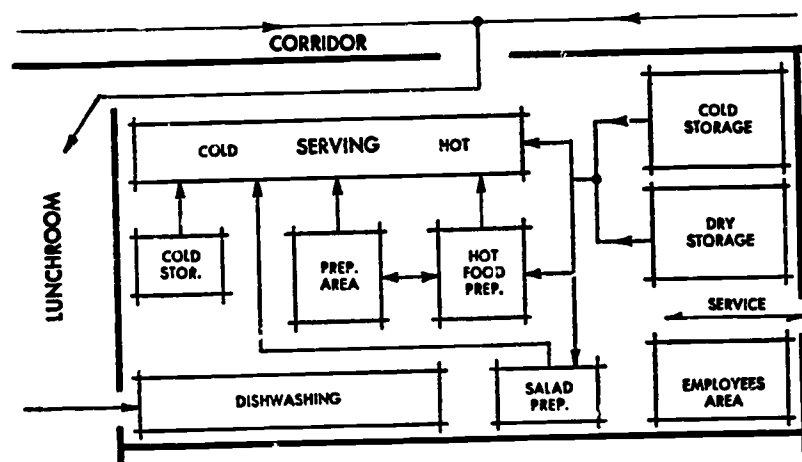 CORRIDOR
COLD
STORAGE
COLD SERVING HOT
DRY
STORAGE
LUNCHROOM
COLD
STOR.
PREP.
AREA
HOT
FOOD
PREP.
SERVICE
DISHWASHING
SALAD
PREP.
EMPLOYEES
AREA